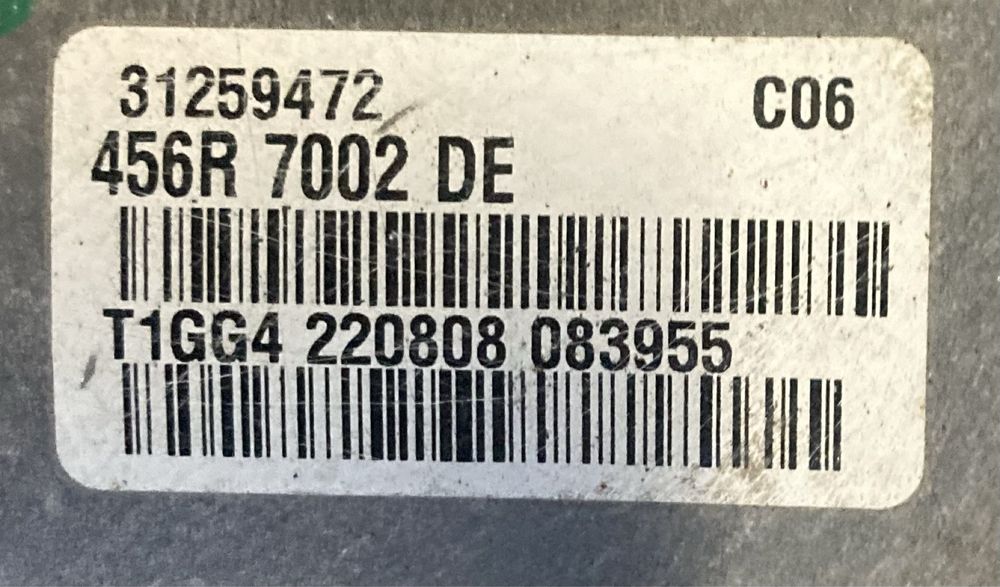 31259472 C06
456R 7002 DE
T1GG4 220808 083955